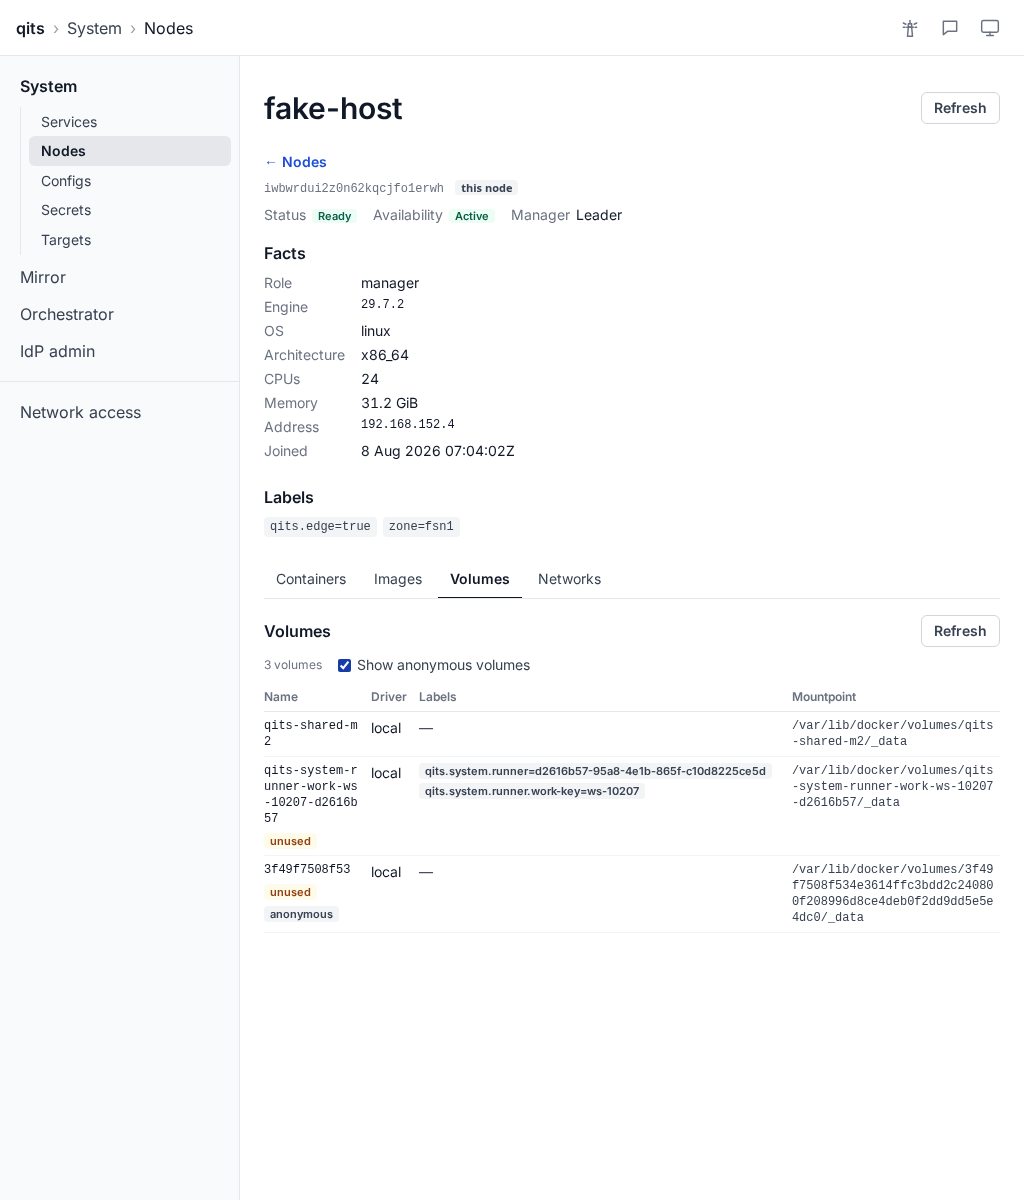 qits › System › Nodes
System
Services
Nodes
Configs
Secrets
Targets
Mirror
Orchestrator
IdP admin
Network access
fake-host
Refresh
← Nodes
iwbwrdui2z0n62kqcjfo1erwh this node
Status Ready Availability Active Manager Leader
Facts
Role manager
Engine 29.7.2
OS linux
Architecture x86_64
CPUs 24
Memory 31.2 GiB
Address 192.168.152.4
Joined 8 Aug 2026 07:04:02Z
Labels
qits.edge=true zone=fsn1
Containers Images Volumes Networks
Volumes
Refresh
3 volumes Show anonymous volumes
Name Driver Labels Mountpoint
qits-shared-m
2
local
—
/var/lib/docker/volumes/qits
-shared-m2/_data
qits-system-r
unner-work-ws
-10207-d2616b
57
unused
local
qits.system.runner=d2616b57-95a8-4e1b-865f-c10d8225ce5d
qits.system.runner.work-key=ws-10207
/var/lib/docker/volumes/qits
-system-runner-work-ws-10207
-d2616b57/_data
3f49f7508f53
unused
anonymous
local
—
/var/lib/docker/volumes/3f49
f7508f534e3614ffc3bdd2c24080
0f208996d8ce4deb0f2dd9dd5e5e
4dc0/_data